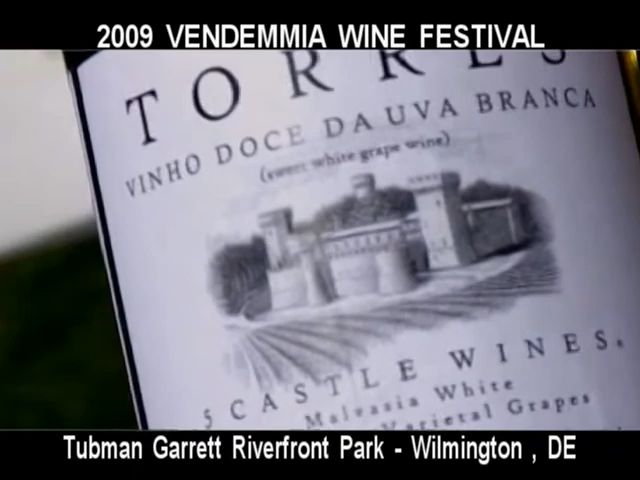 2009 VENDEMMIA WINE FESTIVAL
TORRES
VINHO DOCE DA UVA BRANCA
(sweet white grape wine)
5 CASTLE WINES.
Malvasia White
Varietal Grapes
Tubman Garrett Riverfront Park - Wilmington , DE